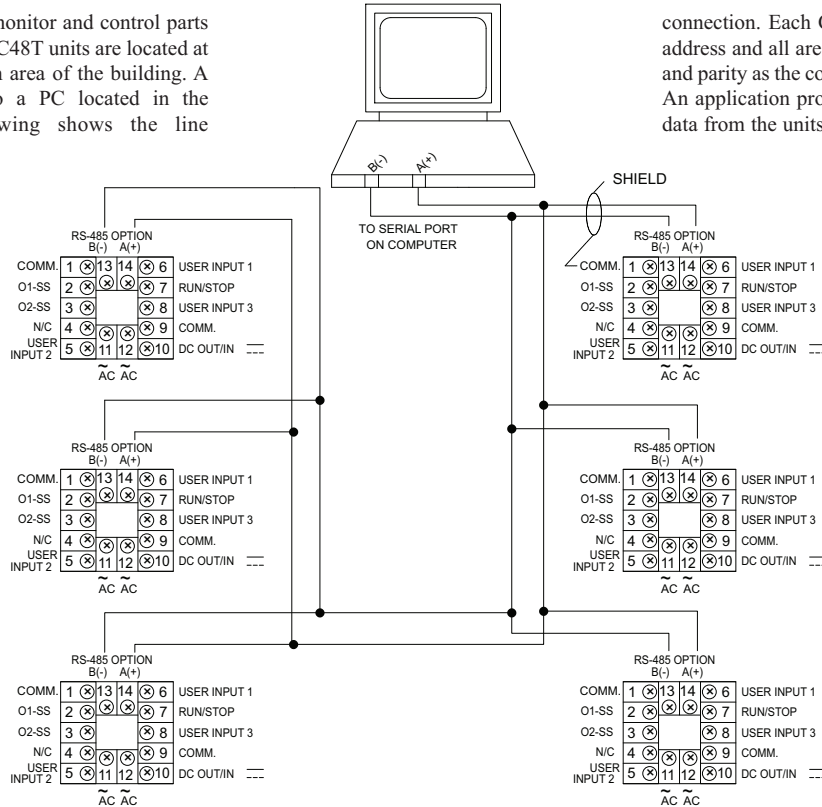 monitor and control parts
C48T units are located at
n area of the building. A
o a PC located in the
wing shows the line
connection. Each C
address and all are
and parity as the co
An application pro
data from the units
B(-) A(+)
TO SERIAL PORT
ON COMPUTER
SHIELD
RS-485 OPTION
B(-) A(+)
COMM. 1 13 14 6 USER INPUT 1
O1-SS 2 7 RUN/STOP
O2-SS 3 8 USER INPUT 3
N/C 4 9 COMM.
USER
INPUT 2 5 11 12 10 DC OUT/IN
~ ~
AC AC
RS-485 OPTION
B(-) A(+)
COMM. 1 13 14 6 USER INPUT 1
O1-SS 2 7 RUN/STOP
O2-SS 3 8 USER INPUT 3
N/C 4 9 COMM.
USER
INPUT 2 5 11 12 10 DC OUT/IN
~ ~
AC AC
RS-485 OPTION
B(-) A(+)
COMM. 1 13 14 6 USER INPUT 1
O1-SS 2 7 RUN/STOP
O2-SS 3 8 USER INPUT 3
N/C 4 9 COMM.
USER
INPUT 2 5 11 12 10 DC OUT/IN
~ ~
AC AC
RS-485 OPTION
B(-) A(+)
COMM. 1 13 14 6 USER INPUT 1
O1-SS 2 7 RUN/STOP
O2-SS 3 8 USER INPUT 3
N/C 4 9 COMM.
USER
INPUT 2 5 11 12 10 DC OUT/IN
~ ~
AC AC
RS-485 OPTION
B(-) A(+)
COMM. 1 13 14 6 USER INPUT 1
O1-SS 2 7 RUN/STOP
O2-SS 3 8 USER INPUT 3
N/C 4 9 COMM.
USER
INPUT 2 5 11 12 10 DC OUT/IN
~ ~
AC AC
RS-485 OPTION
B(-) A(+)
COMM. 1 13 14 6 USER INPUT 1
O1-SS 2 7 RUN/STOP
O2-SS 3 8 USER INPUT 3
N/C 4 9 COMM.
USER
INPUT 2 5 11 12 10 DC OUT/IN
~ ~
AC AC